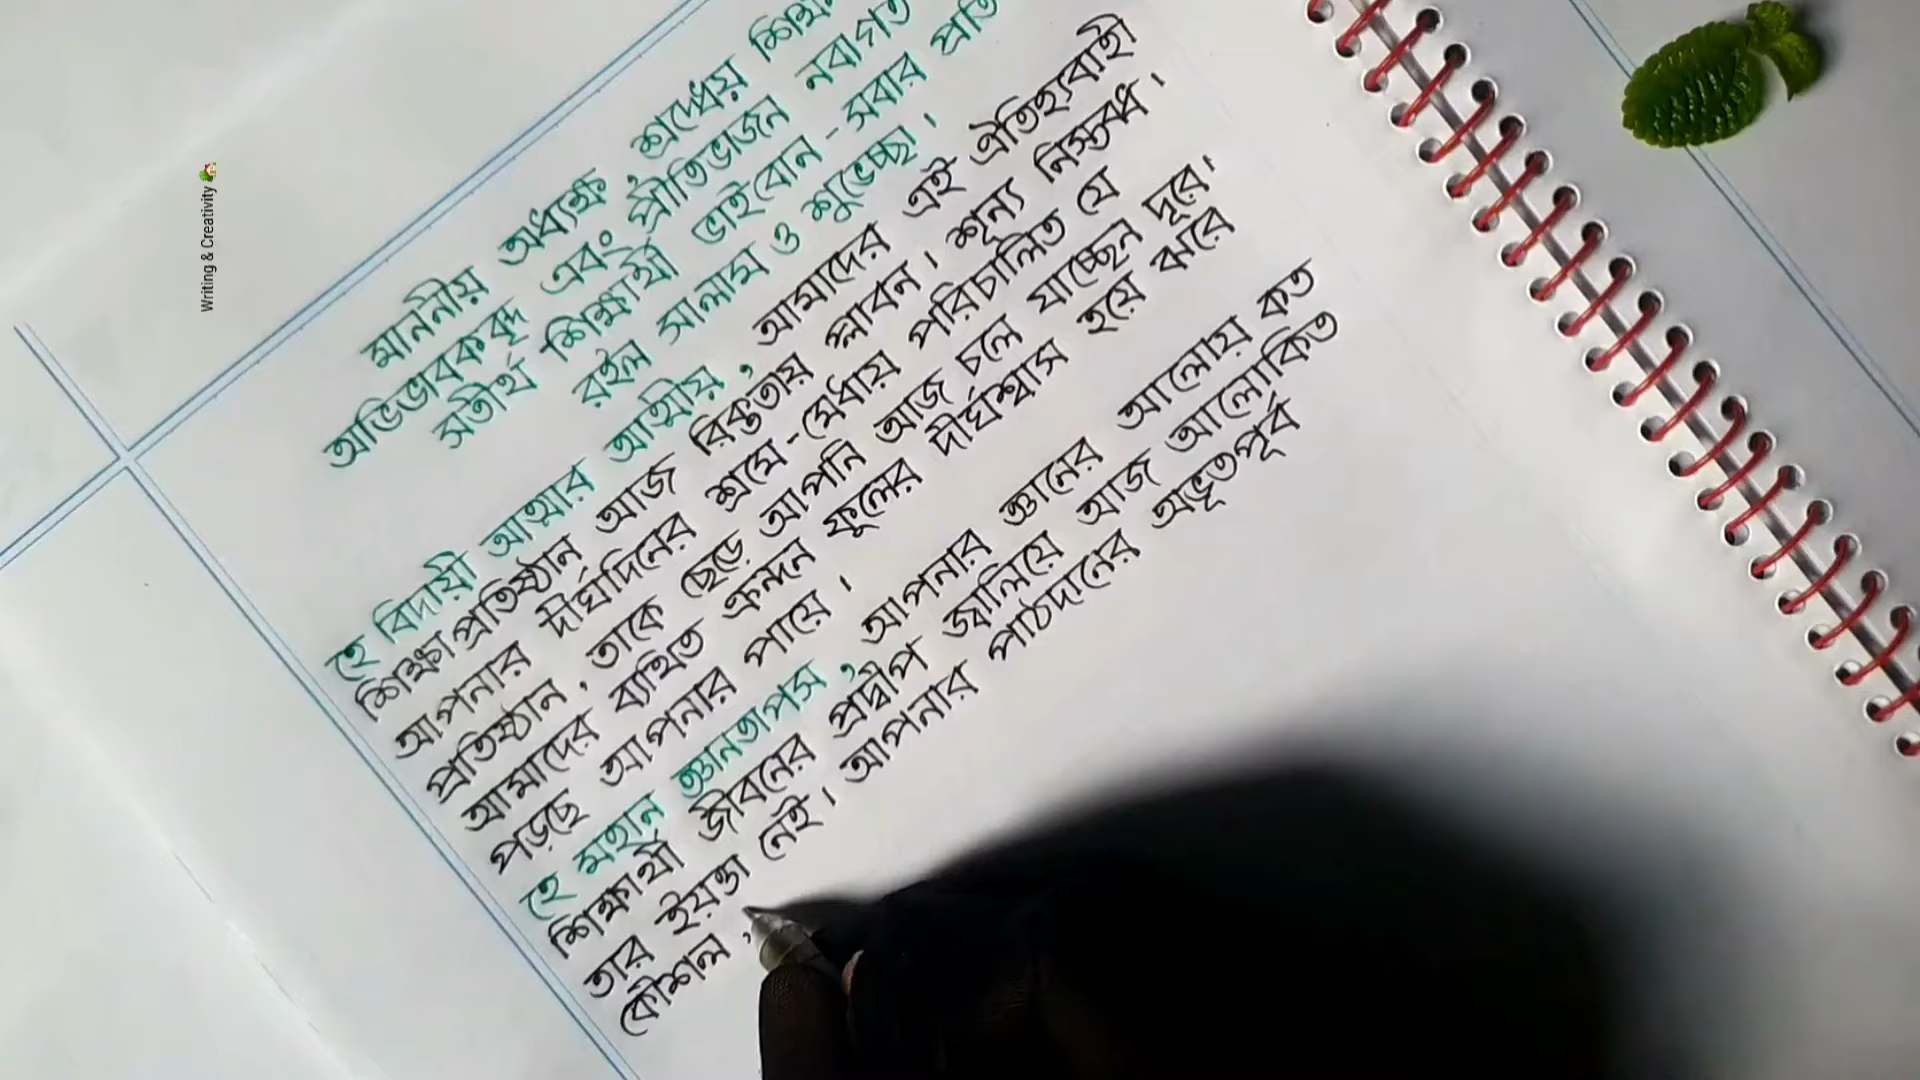 মাননীয় অধ্যক্ষ, শ্রদ্ধেয়
অভিভাবকবৃন্দ এবং প্রীতিভাজন নবাগত
সতীর্থ শিক্ষার্থী ভাইবোন - সবার প্রতি
রইল সালাম ও শুভেচ্ছা।
হে বিদায়ী আত্মার আত্মীয়, আমাদের এই ঐতিহ্যবাহী
শিক্ষা প্রতিষ্ঠান আজ রিক্ততায় ম্লাবন। শূন্য নিস্তব্ধ।
আপনার দীর্ঘদিনের শ্রমে-মেধায় পরিচালিত যে
প্রতিষ্ঠান, তাকে ছেড়ে আপনি আজ চলে যাচ্ছেন দূরে।
আমাদের ব্যথিত ক্রন্দন ফুলের দীর্ঘশ্বাস হয়ে ঝরে
পড়ছে আপনার পায়ে।
হে মহান জ্ঞানতাপস, আপনার জ্ঞানের আলোয় কত
শিক্ষার্থী জীবনের প্রদ্বীপ জ্বালিয়ে আজ আলোকিত
তার ইয়ত্তা নেই। আপনার পাঠদানের অভূতপূর্ব
কৌশল,
Writing & Creativity